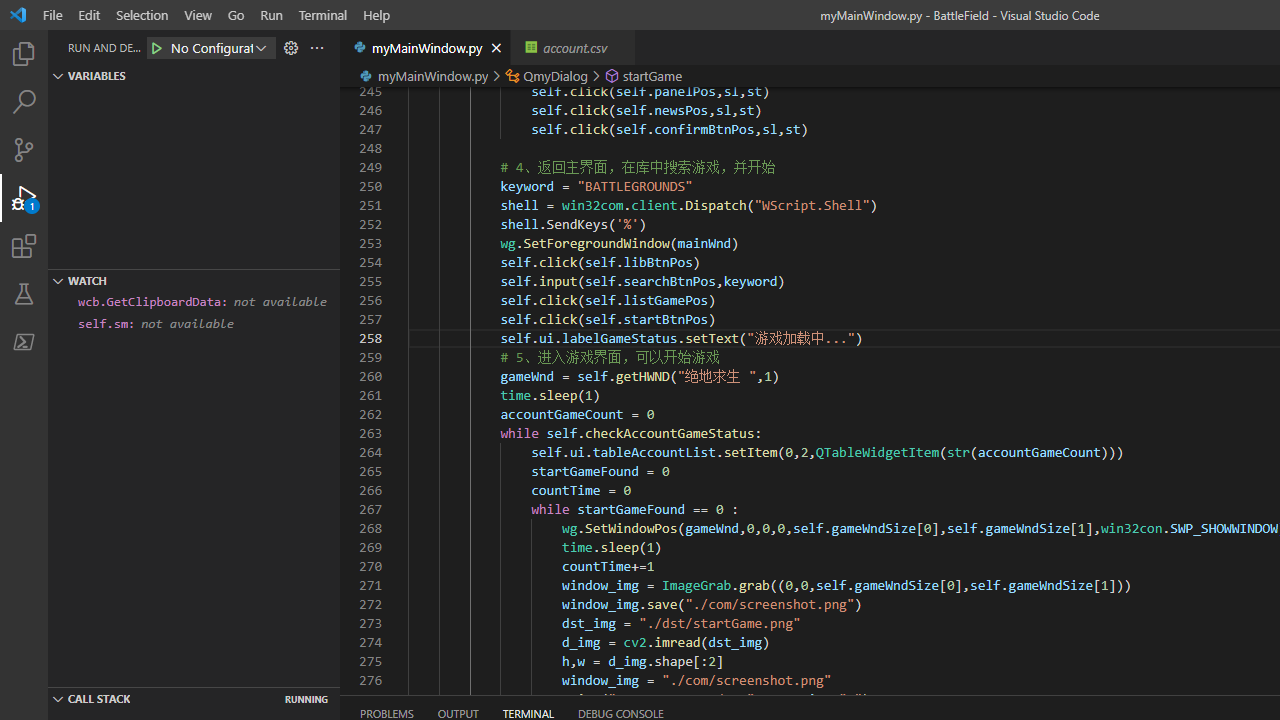 File Edit Selection View Go Run Terminal Help myMainWindow.py - BattleField - Visual Studio Code
RUN AND DE... No Configurat
myMainWindow.py account.csv
VARIABLES
myMainWindow.py > QmyDialog > startGame
WATCH
wcb.GetClipboardData: not available
self.sm: not available
CALL STACK RUNNING
1
245 self.click(self.panelPos,sl,st)
246 self.click(self.newsPos,sl,st)
247 self.click(self.confirmBtnPos,sl,st)
248
249 # 4、返回主界面，在库中搜索游戏，并开始
250 keyword = "BATTLEGROUNDS"
251 shell = win32com.client.Dispatch("WScript.Shell")
252 shell.SendKeys('%')
253 wg.SetForegroundWindow(mainWnd)
254 self.click(self.libBtnPos)
255 self.input(self.searchBtnPos,keyword)
256 self.click(self.listGamePos)
257 self.click(self.startBtnPos)
258 self.ui.labelGameStatus.setText("游戏加载中...")
259 # 5、进入游戏界面，可以开始游戏
260 gameWnd = self.getHWND("绝地求生 ",1)
261 time.sleep(1)
262 accountGameCount = 0
263 while self.checkAccountGameStatus:
264 self.ui.tableAccountList.setItem(0,2,QTableWidgetItem(str(accountGameCount)))
265 startGameFound = 0
266 countTime = 0
267 while startGameFound == 0 :
268 wg.SetWindowPos(gameWnd,0,0,0,self.gameWndSize[0],self.gameWndSize[1],win32con.SWP_SHOWWINDOW
269 time.sleep(1)
270 countTime+=1
271 window_img = ImageGrab.grab((0,0,self.gameWndSize[0],self.gameWndSize[1]))
272 window_img.save("./com/screenshot.png")
273 dst_img = "./dst/startGame.png"
274 d_img = cv2.imread(dst_img)
275 h,w = d_img.shape[:2]
276 window_img = "./com/screenshot.png"
PROBLEMS OUTPUT TERMINAL DEBUG CONSOLE